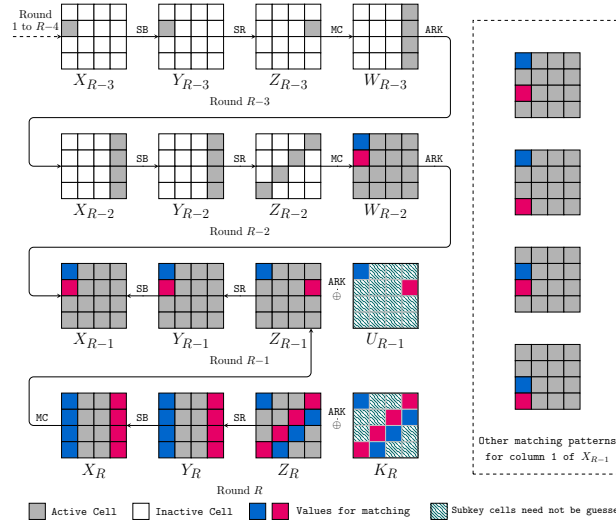 Round
1 to R−4
SB
SR
MC
ARK
X_{R−3}
Y_{R−3}
Z_{R−3}
W_{R−3}
Round R−3
SB
SR
MC
ARK
X_{R−2}
Y_{R−2}
Z_{R−2}
W_{R−2}
Round R−2
SB
SR
ARK
⊕
X_{R−1}
Y_{R−1}
Z_{R−1}
U_{R−1}
Round R−1
MC
SB
SR
ARK
⊕
X_R
Y_R
Z_R
K_R
Round R
Other matching patterns
for column 1 of X_{R−1}
Active Cell
Inactive Cell
Values for matching
Subkey cells need not be guessed